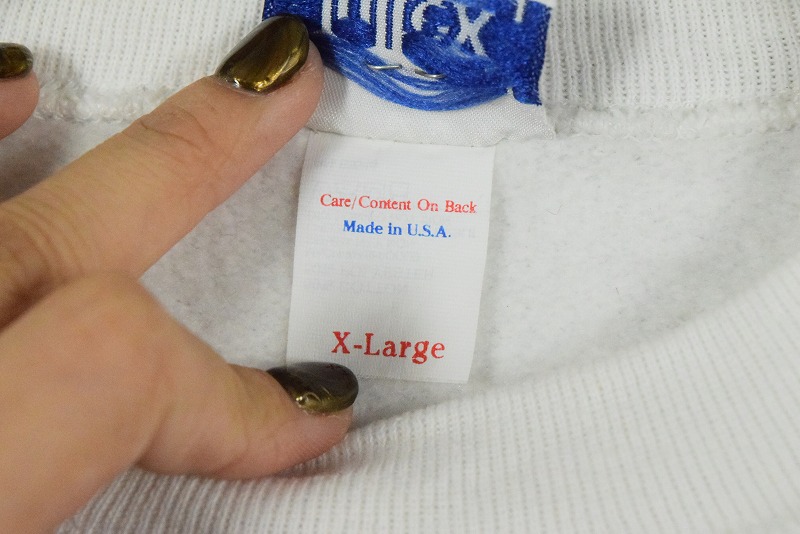 Care/Content On Back
Made in U.S.A.
X-Large